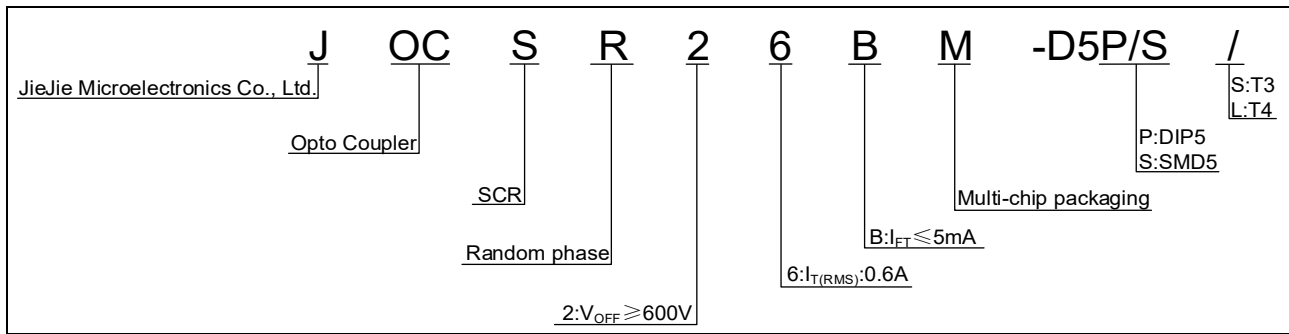 J OC S R 2 6 B M -D5P/S /
JieJie Microelectronics Co., Ltd.
S:T3
L:T4
Opto Coupler
P:DIP5
S:SMD5
SCR
Multi-chip packaging
Random phase
B:IFT≤5mA
6:IT(RMS):0.6A
2:VOFF≥600V